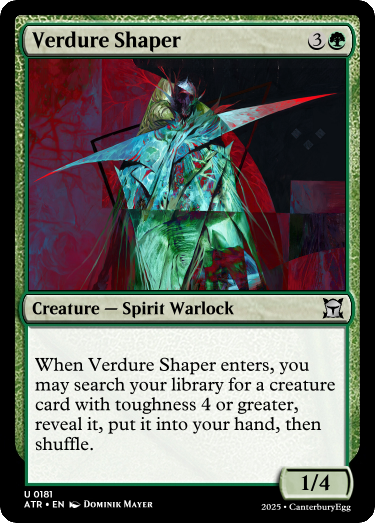 Verdure Shaper 3
Creature — Spirit Warlock
When Verdure Shaper enters, you
may search your library for a creature
card with toughness 4 or greater,
reveal it, put it into your hand, then
shuffle.
1/4
U 0181
ATR • EN Dominik Mayer
2025 • CanterburyEgg